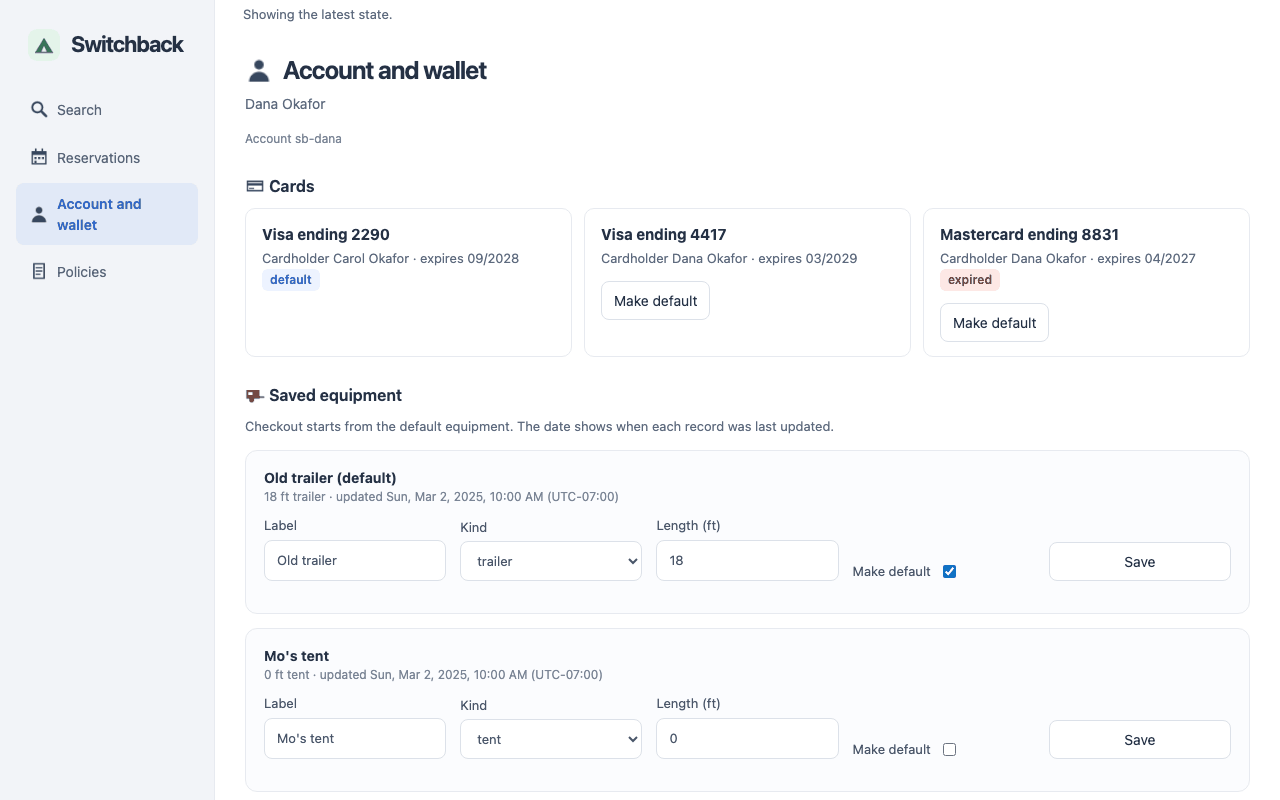 Switchback
Search
Reservations
Account and
wallet
Policies
Showing the latest state.
Account and wallet
Dana Okafor
Account sb-dana
Cards
Visa ending 2290
Cardholder Carol Okafor · expires 09/2028
default
Visa ending 4417
Cardholder Dana Okafor · expires 03/2029
Make default
Mastercard ending 8831
Cardholder Dana Okafor · expires 04/2027
expired
Make default
Saved equipment
Checkout starts from the default equipment. The date shows when each record was last updated.
Old trailer (default)
18 ft trailer · updated Sun, Mar 2, 2025, 10:00 AM (UTC-07:00)
Label
Kind
Length (ft)
Old trailer
trailer
18
Make default
Save
Mo's tent
0 ft tent · updated Sun, Mar 2, 2025, 10:00 AM (UTC-07:00)
Label
Kind
Length (ft)
Mo's tent
tent
0
Make default
Save